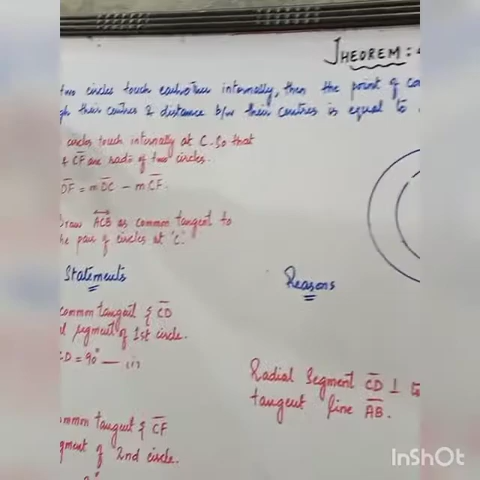 THEOREM:
two circles touch each other internally, then the point of
their centres & distance b/w their centres is equal to
circles touch internally at C. So that
& CF are radii of two circles.
DF = mDC - mCF.
Draw ACB as common tangent to
the pair of circles at 'C'.
Statements
Reasons
common tangent & CD
segment of 1st circle.
CD = 90° — (i)
Radial Segment CD ⊥ to
tangent line AB.
common tangent & CF
segment of 2nd circle.
InShOt